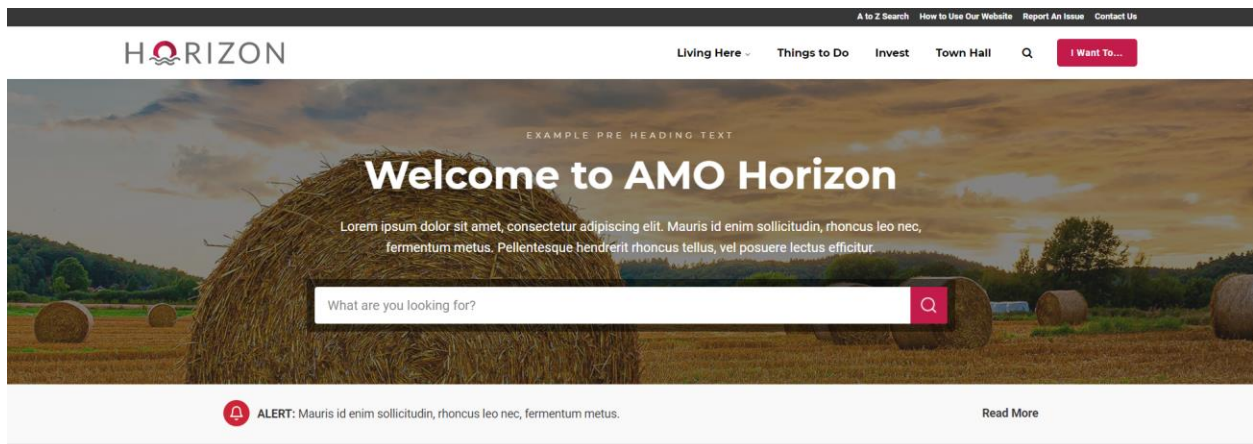 A to Z Search How to Use Our Website Report An Issue Contact Us
HORIZON
Living Here Things to Do Invest Town Hall I Want To...
EXAMPLE PRE HEADING TEXT
Welcome to AMO Horizon
Lorem ipsum dolor sit amet, consectetur adipiscing elit. Mauris id enim sollicitudin, rhoncus leo nec,
fermentum metus. Pellentesque hendrerit rhoncus tellus, vel posuere lectus efficitur.
What are you looking for?
ALERT: Mauris id enim sollicitudin, rhoncus leo nec, fermentum metus. Read More